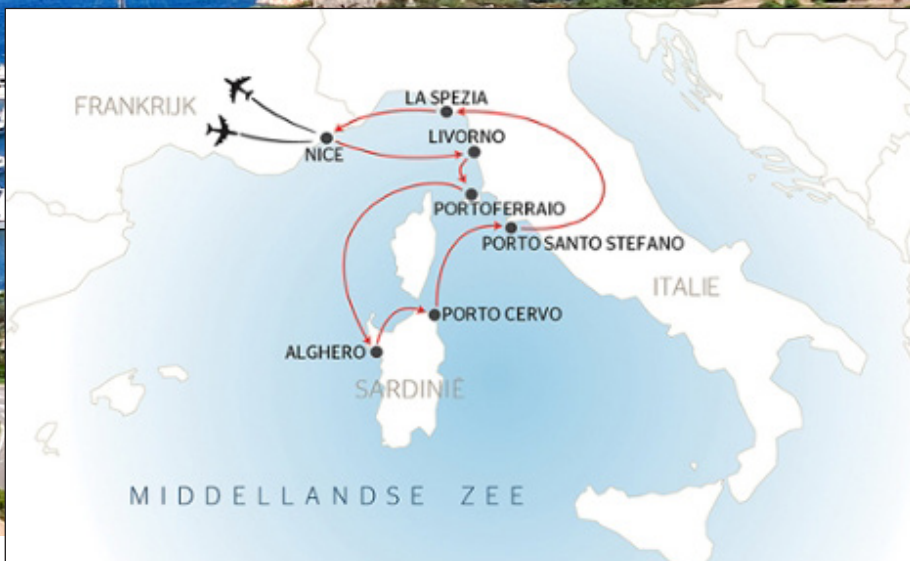 FRANKRIJK
LA SPEZIA
LIVORNO
NICE
PORTOFERRAIO
PORTO SANTO STEFANO
ITALIE
PORTO CERVO
ALGHERO
SARDINIË
MIDDELLANDSE ZEE